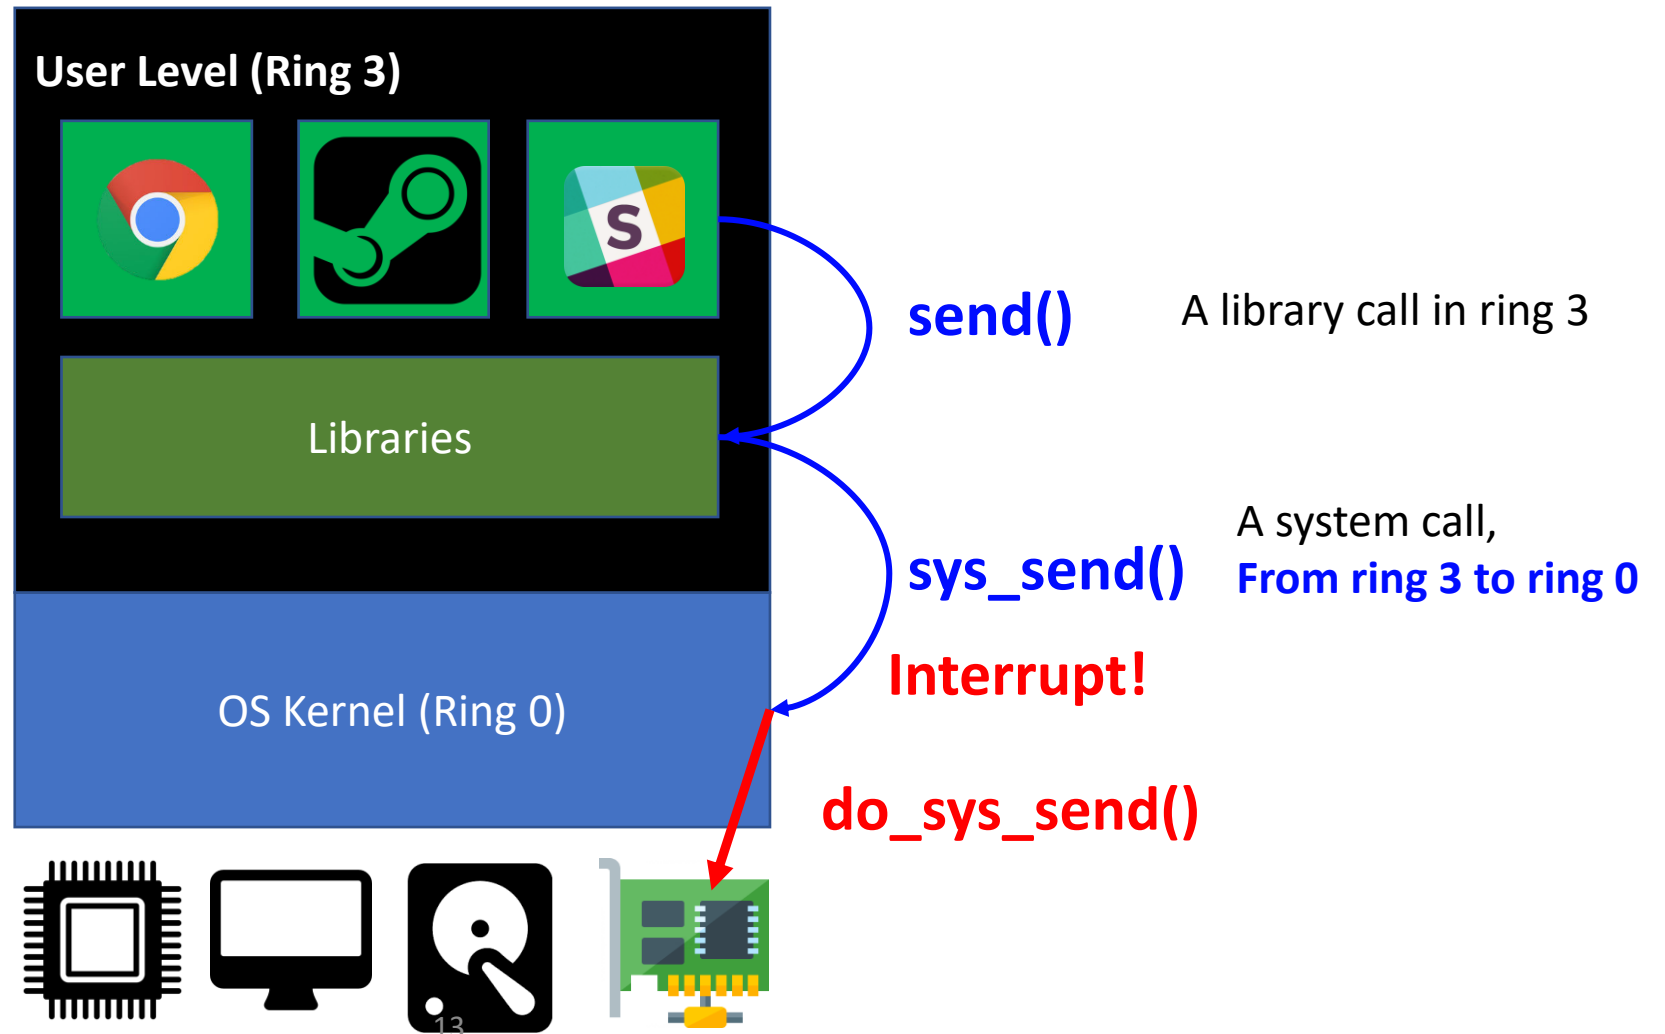 User Level (Ring 3)
S
send()
A library call in ring 3
Libraries
A system call,
sys_send()
From ring 3 to ring 0
Interrupt!
OS Kernel (Ring 0)
do_sys_send()
13